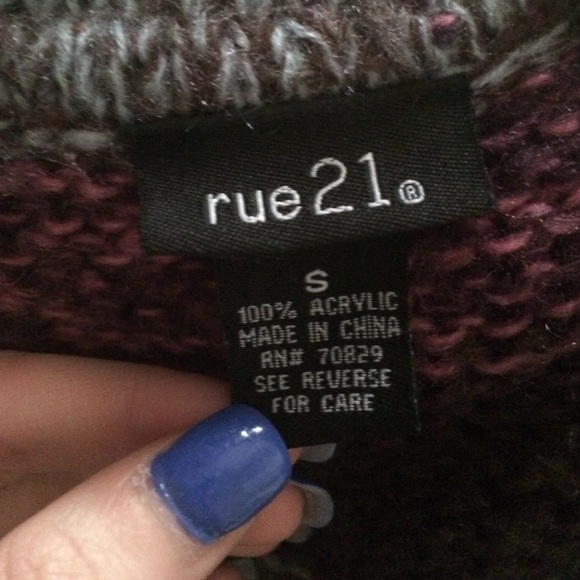 rue21®
S
100% ACRYLIC
MADE IN CHINA
RN# 70829
SEE REVERSE
FOR CARE